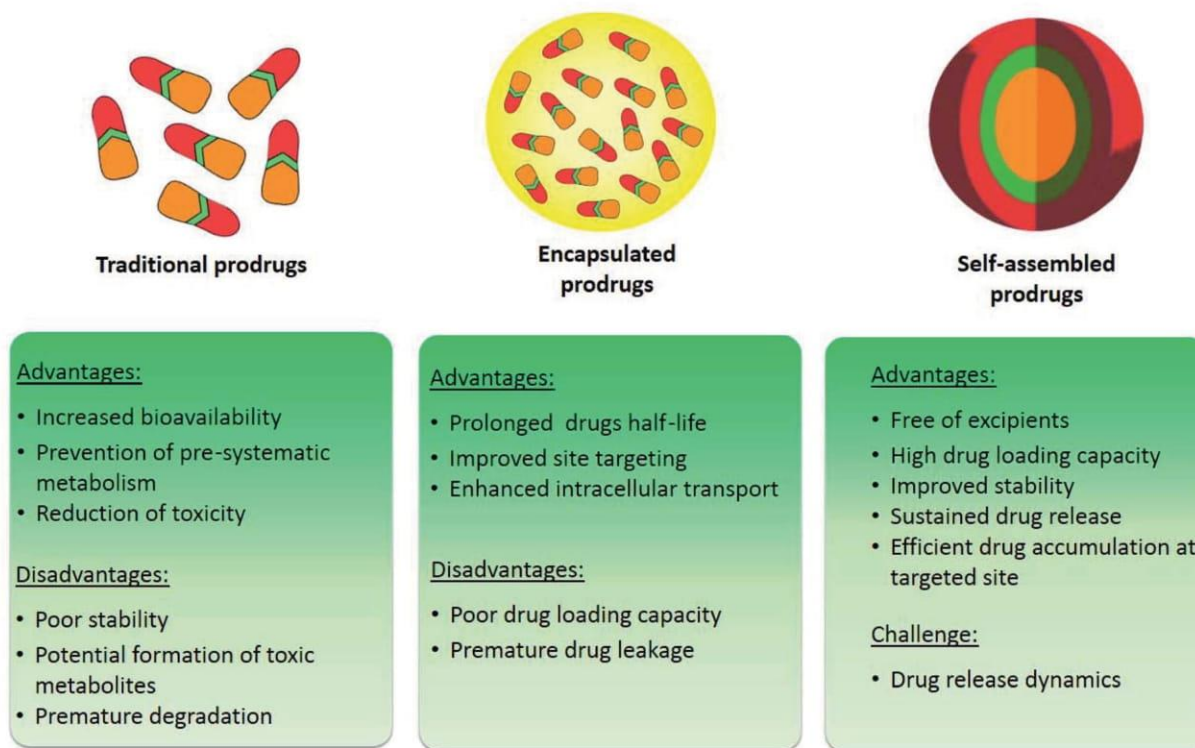 Traditional prodrugs
Encapsulated
prodrugs
Self-assembled
prodrugs
Advantages:
• Increased bioavailability
• Prevention of pre-systematic
metabolism
• Reduction of toxicity
Disadvantages:
• Poor stability
• Potential formation of toxic
metabolites
• Premature degradation
Advantages:
• Prolonged drugs half-life
• Improved site targeting
• Enhanced intracellular transport
Disadvantages:
• Poor drug loading capacity
• Premature drug leakage
Advantages:
• Free of excipients
• High drug loading capacity
• Improved stability
• Sustained drug release
• Efficient drug accumulation at
targeted site
Challenge:
• Drug release dynamics